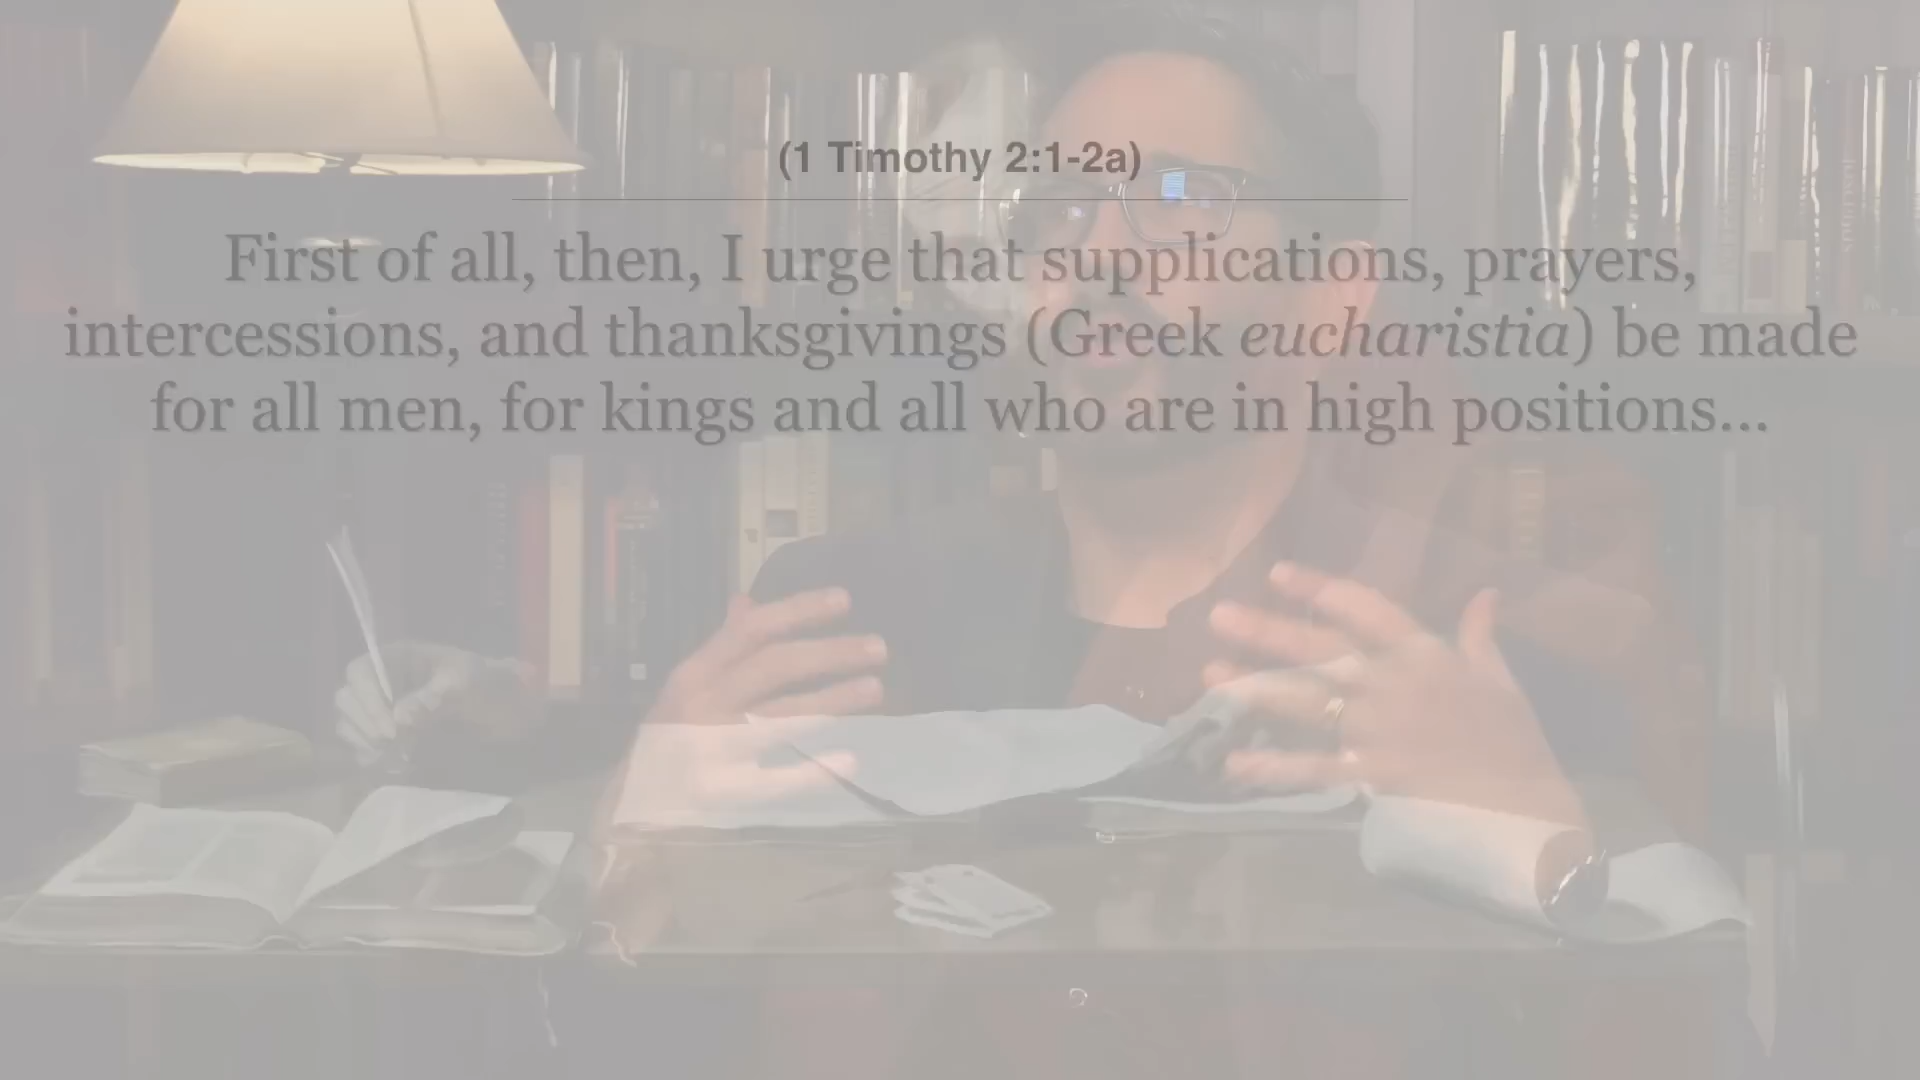 (1 Timothy 2:1-2a)
First of all, then, I urge that supplications, prayers,
intercessions, and thanksgivings (Greek eucharistia) be made
for all men, for kings and all who are in high positions...